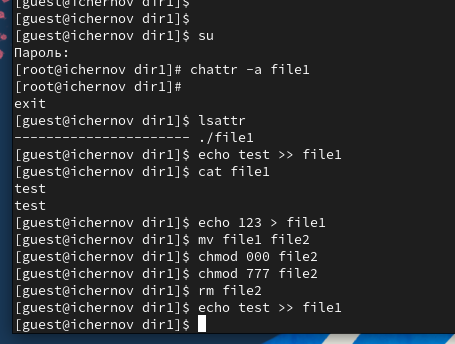 [guest@ichernov dir1]$
[guest@ichernov dir1]$
[guest@ichernov dir1]$ su
Пароль:
[root@ichernov dir1]# chattr -a file1
[root@ichernov dir1]#
exit
[guest@ichernov dir1]$ lsattr
---------------------- ./file1
[guest@ichernov dir1]$ echo test >> file1
[guest@ichernov dir1]$ cat file1
test
test
[guest@ichernov dir1]$ echo 123 > file1
[guest@ichernov dir1]$ mv file1 file2
[guest@ichernov dir1]$ chmod 000 file2
[guest@ichernov dir1]$ chmod 777 file2
[guest@ichernov dir1]$ rm file2
[guest@ichernov dir1]$ echo test >> file1
[guest@ichernov dir1]$